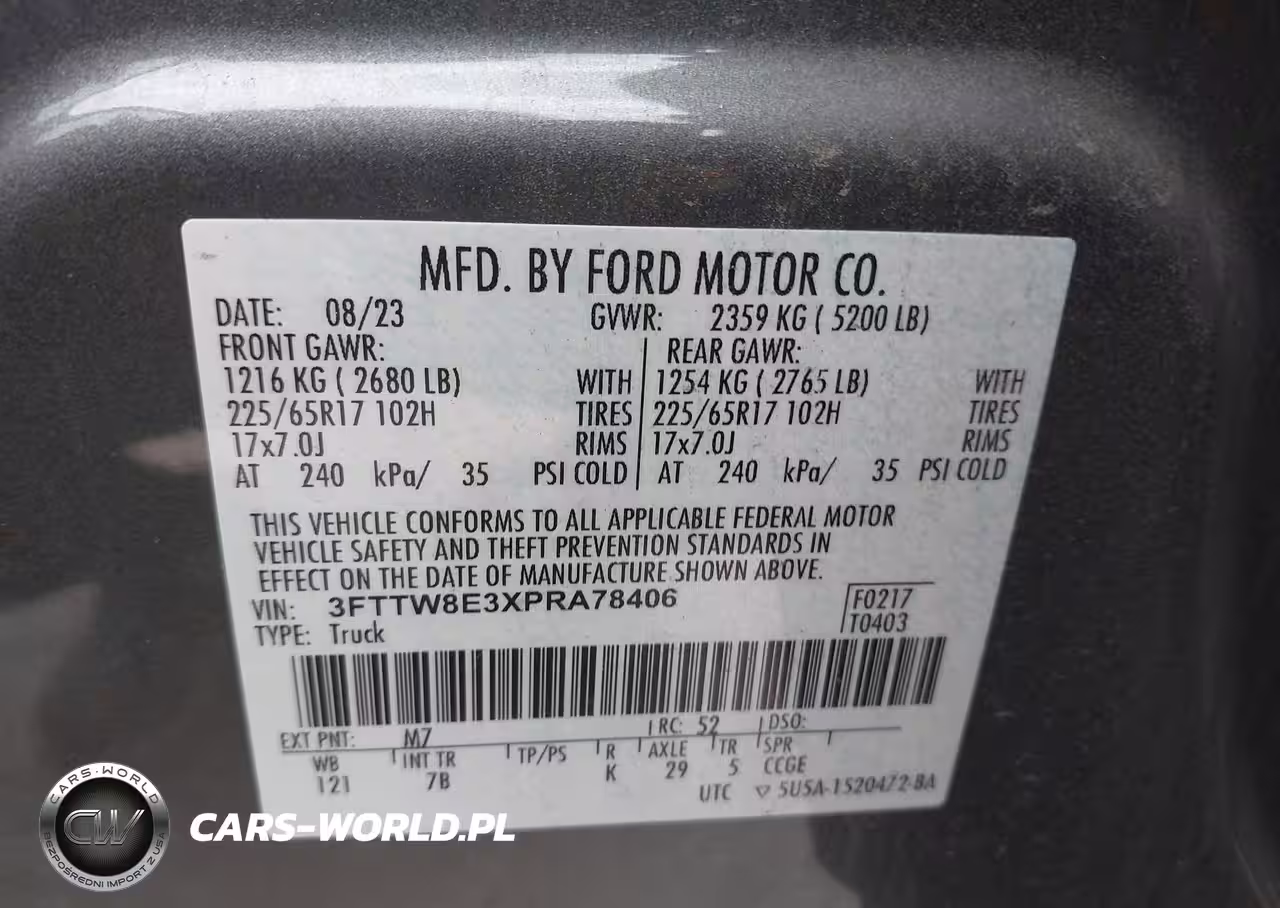 MFD. BY FORD MOTOR CO.
DATE: 08/23 GVWR: 2359 KG ( 5200 LB)
FRONT GAWR: REAR GAWR:
1216 KG ( 2680 LB) WITH 1254 KG ( 2765 LB) WITH
225/65R17 102H TIRES 225/65R17 102H TIRES
17x7.0J RIMS 17x7.0J RIMS
AT 240 kPa/ 35 PSI COLD AT 240 kPa/ 35 PSI COLD
THIS VEHICLE CONFORMS TO ALL APPLICABLE FEDERAL MOTOR
VEHICLE SAFETY AND THEFT PREVENTION STANDARDS IN
EFFECT ON THE DATE OF MANUFACTURE SHOWN ABOVE.
VIN: 3FTTW8E3XPRA78406 F0217
TYPE: Truck T0403
EXT PNT: M7 RC: 52 DSO:
WB INT TR TP/PS R AXLE TR SPR
121 7B K 29 5 CCGE
UTC 5U5A-1520472-BA
CARS-WORLD
CW
BEZPOŚREDNI IMPORT Z USA
CARS-WORLD.PL